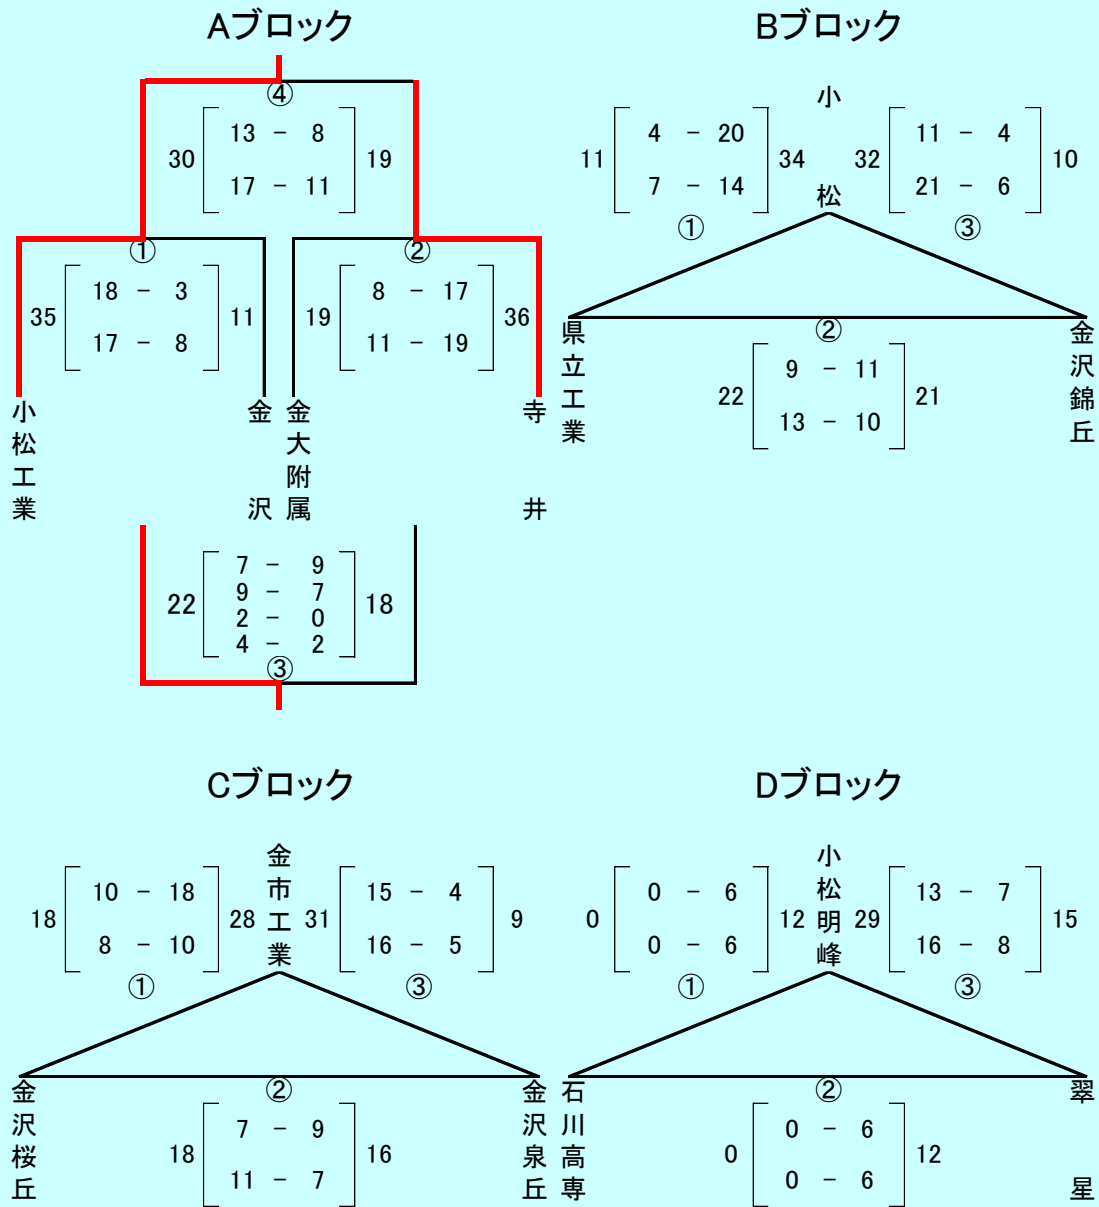 Aブロック
④
30 13 - 8 19
17 - 11
①
35 18 - 3 11
17 - 8
②
19 8 - 17 36
11 - 19
小松工業
金沢
金大附属
寺井
22 7 - 9 18
9 - 7
2 - 0
4 - 2
③
Bブロック
小松
11 4 - 20 34
7 - 14
①
32 11 - 4 10
21 - 6
③
県立工業
金沢錦丘
②
22 9 - 11 21
13 - 10
Cブロック
金市工業
18 10 - 18 28
8 - 10
①
31 15 - 4 9
16 - 5
③
金沢桜丘
金沢泉丘
②
18 7 - 9 16
11 - 7
Dブロック
小松明峰
0 0 - 6 12
0 - 6
①
29 13 - 7 15
16 - 8
③
石川高専
翠星
②
0 0 - 6 12
0 - 6